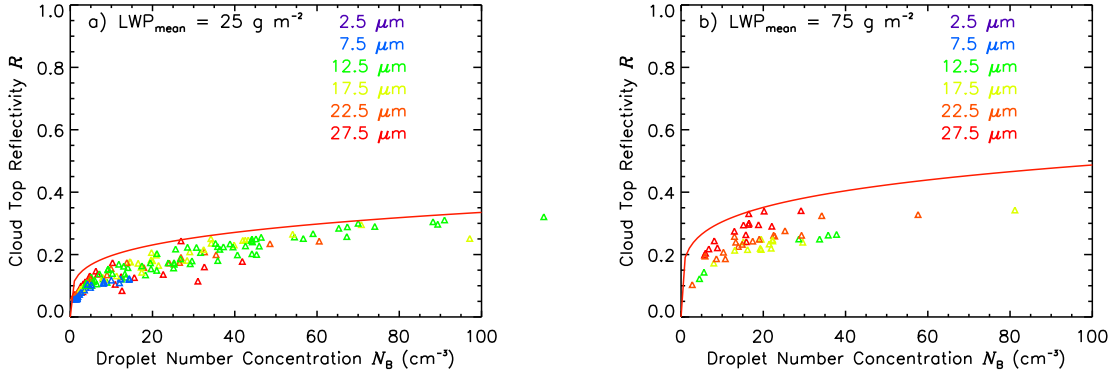 a) LWPmean = 25 g m⁻²
2.5 μm
7.5 μm
12.5 μm
17.5 μm
22.5 μm
27.5 μm
Cloud Top Reflectivity R
1.0
0.8
0.6
0.4
0.2
0.0
0 20 40 60 80 100
Droplet Number Concentration NB (cm⁻³)
b) LWPmean = 75 g m⁻²
2.5 μm
7.5 μm
12.5 μm
17.5 μm
22.5 μm
27.5 μm
Cloud Top Reflectivity R
1.0
0.8
0.6
0.4
0.2
0.0
0 20 40 60 80 100
Droplet Number Concentration NB (cm⁻³)